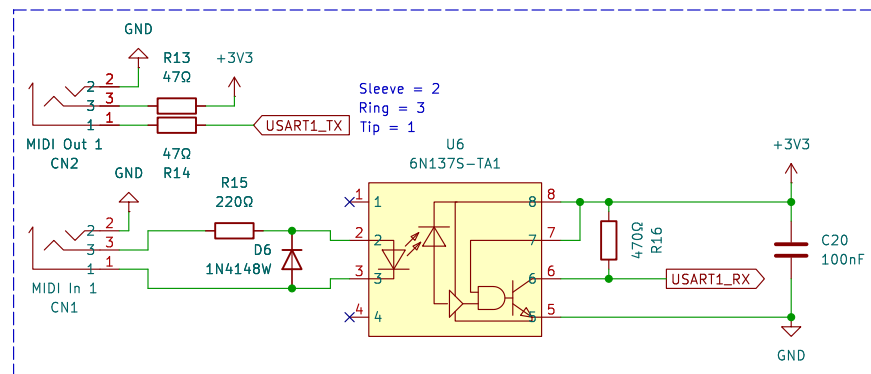 GND
R13
47Ω
+3V3
2
2
3
3
1
1
USART1_TX
Sleeve = 2
Ring = 3
Tip = 1
MIDI Out 1
CN2
47Ω
R14
U6
6N137S-TA1
+3V3
GND
R15
220Ω
2
2
3
3
1
1
MIDI In 1
CN1
D6
1N4148W
1
1
2
2
3
3
4
4
8
8
7
7
6
6
5
5
470Ω
R16
USART1_RX
C20
100nF
GND